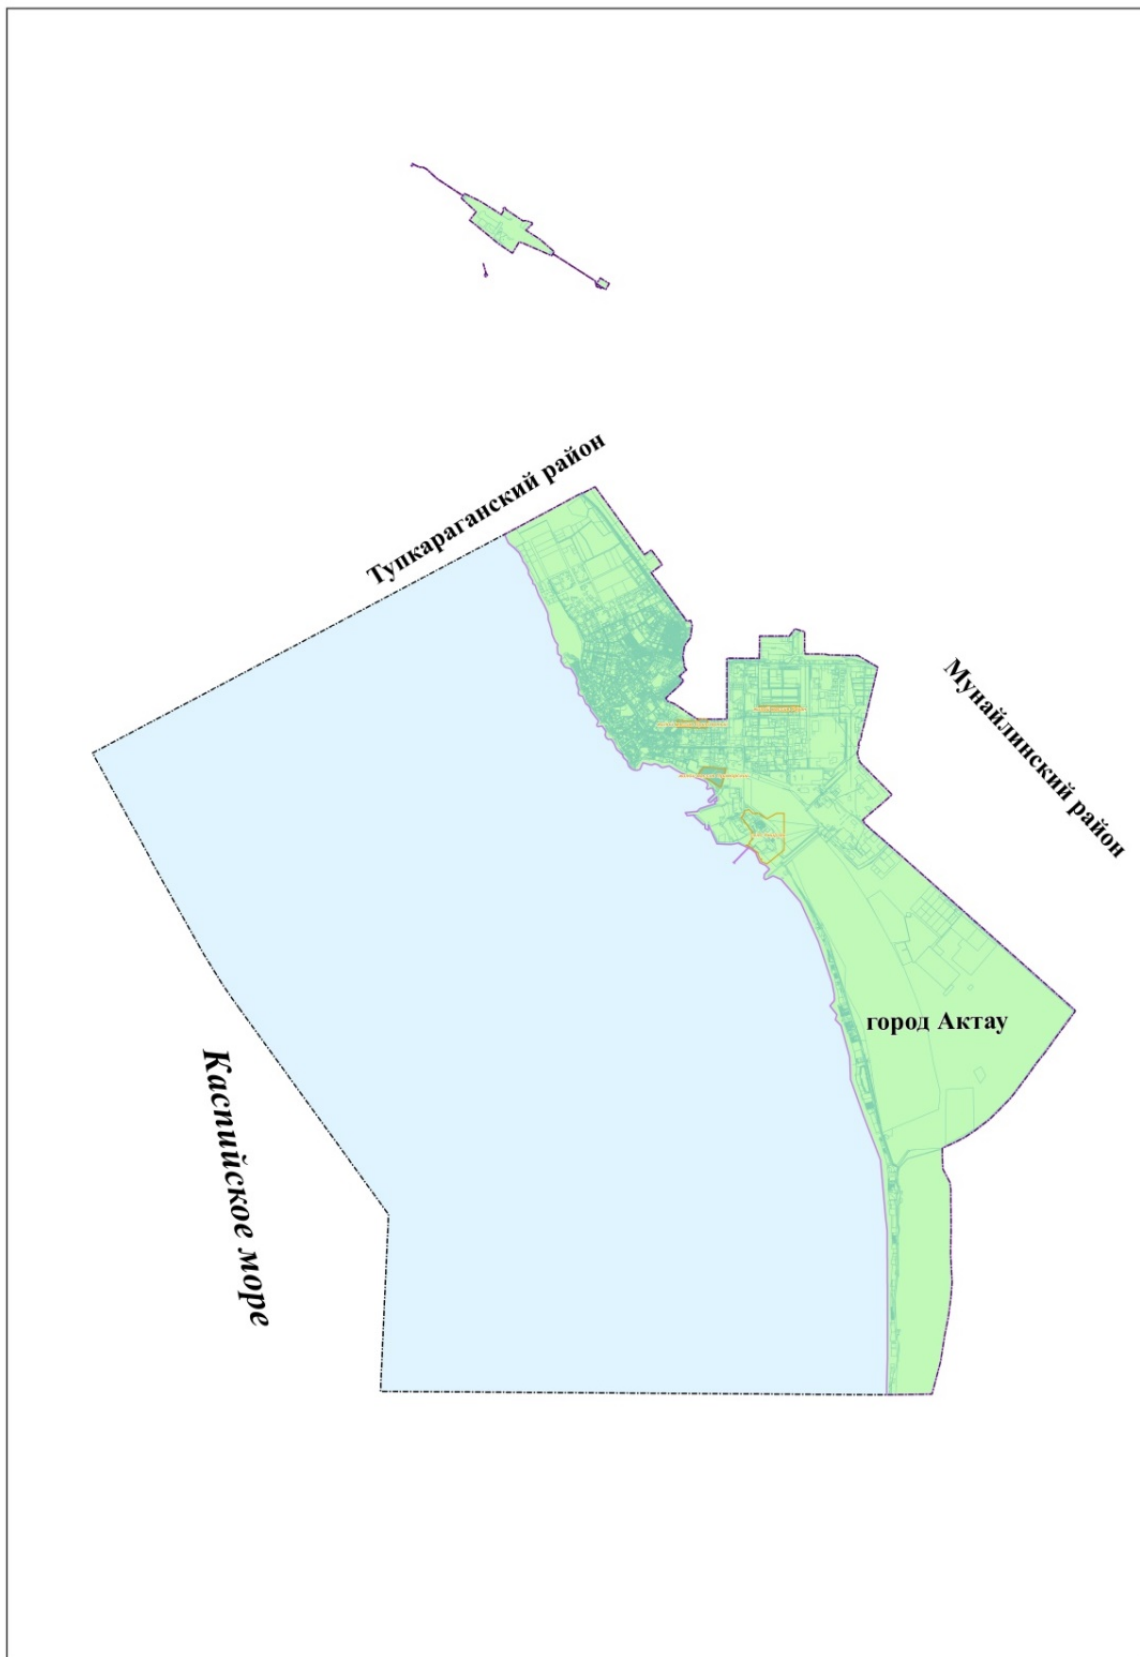 Тупкараганский район
Мунайлинский район
город Актау
Каспийское море